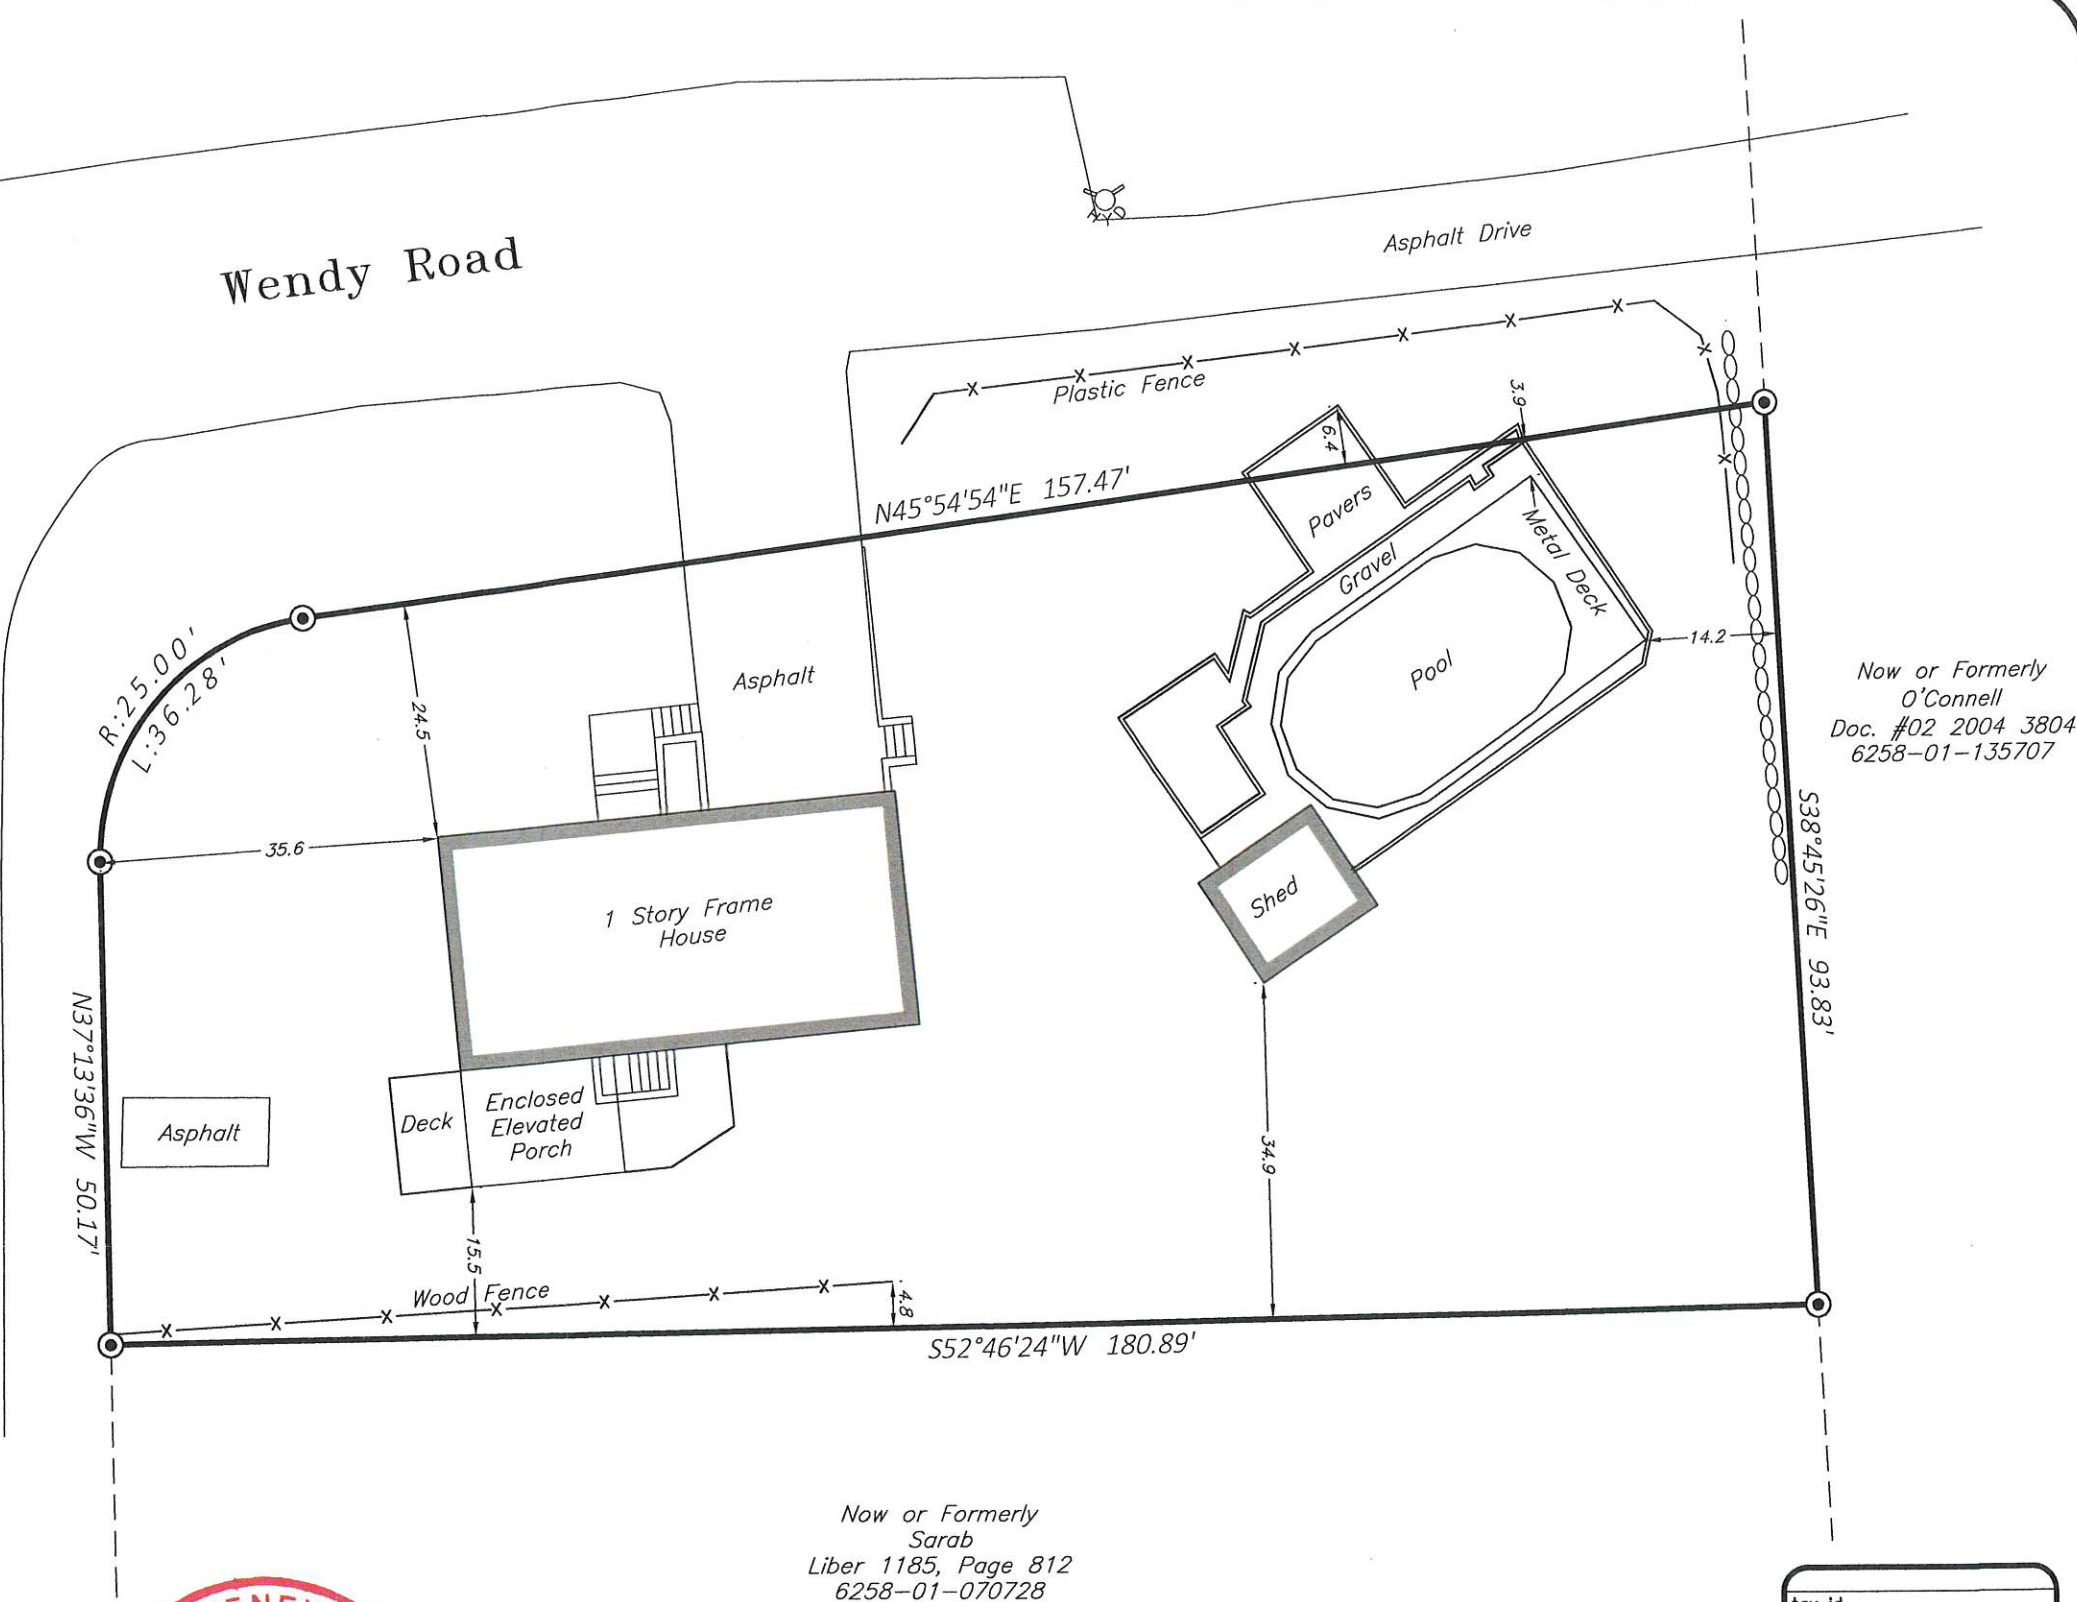 Wendy Road
HYD
Asphalt Drive
Plastic Fence
3.9
6.4
N45°54'54"E 157.47'
Pavers
Gravel
Metal Deck
Pool
14.2
R:25.00'
L:36.28'
24.5
Asphalt
Now or Formerly
O'Connell
Doc. #02 2004 3804
6258-01-135707
35.6
1 Story Frame
House
Shed
S38°45'26"E 93.83'
N37°13'36"W 50.17'
Asphalt
Deck
Enclosed
Elevated
Porch
34.9
15.5
Wood Fence
4.8
S52°46'24"W 180.89'
Now or Formerly
Sarab
Liber 1185, Page 812
6258-01-070728